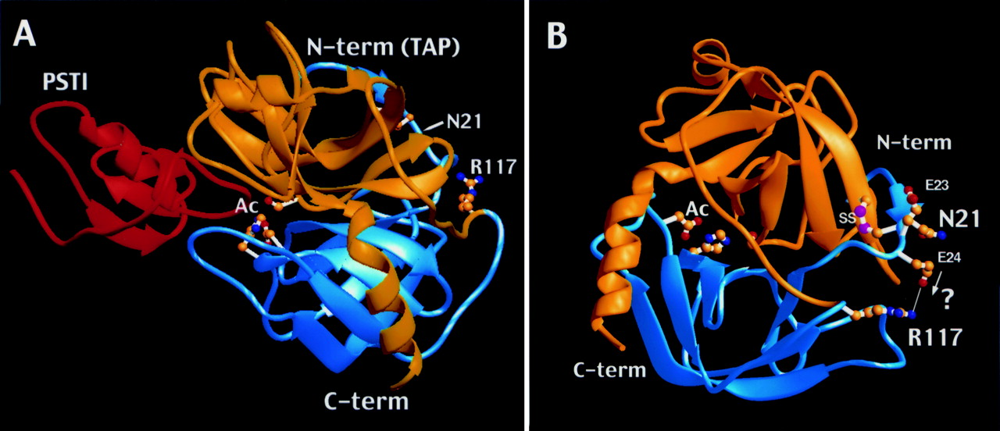 A
N-term (TAP)
PSTI
N21
R117
Ac
C-term
B
N-term
E23
Ac
SS
N21
E24
?
R117
C-term